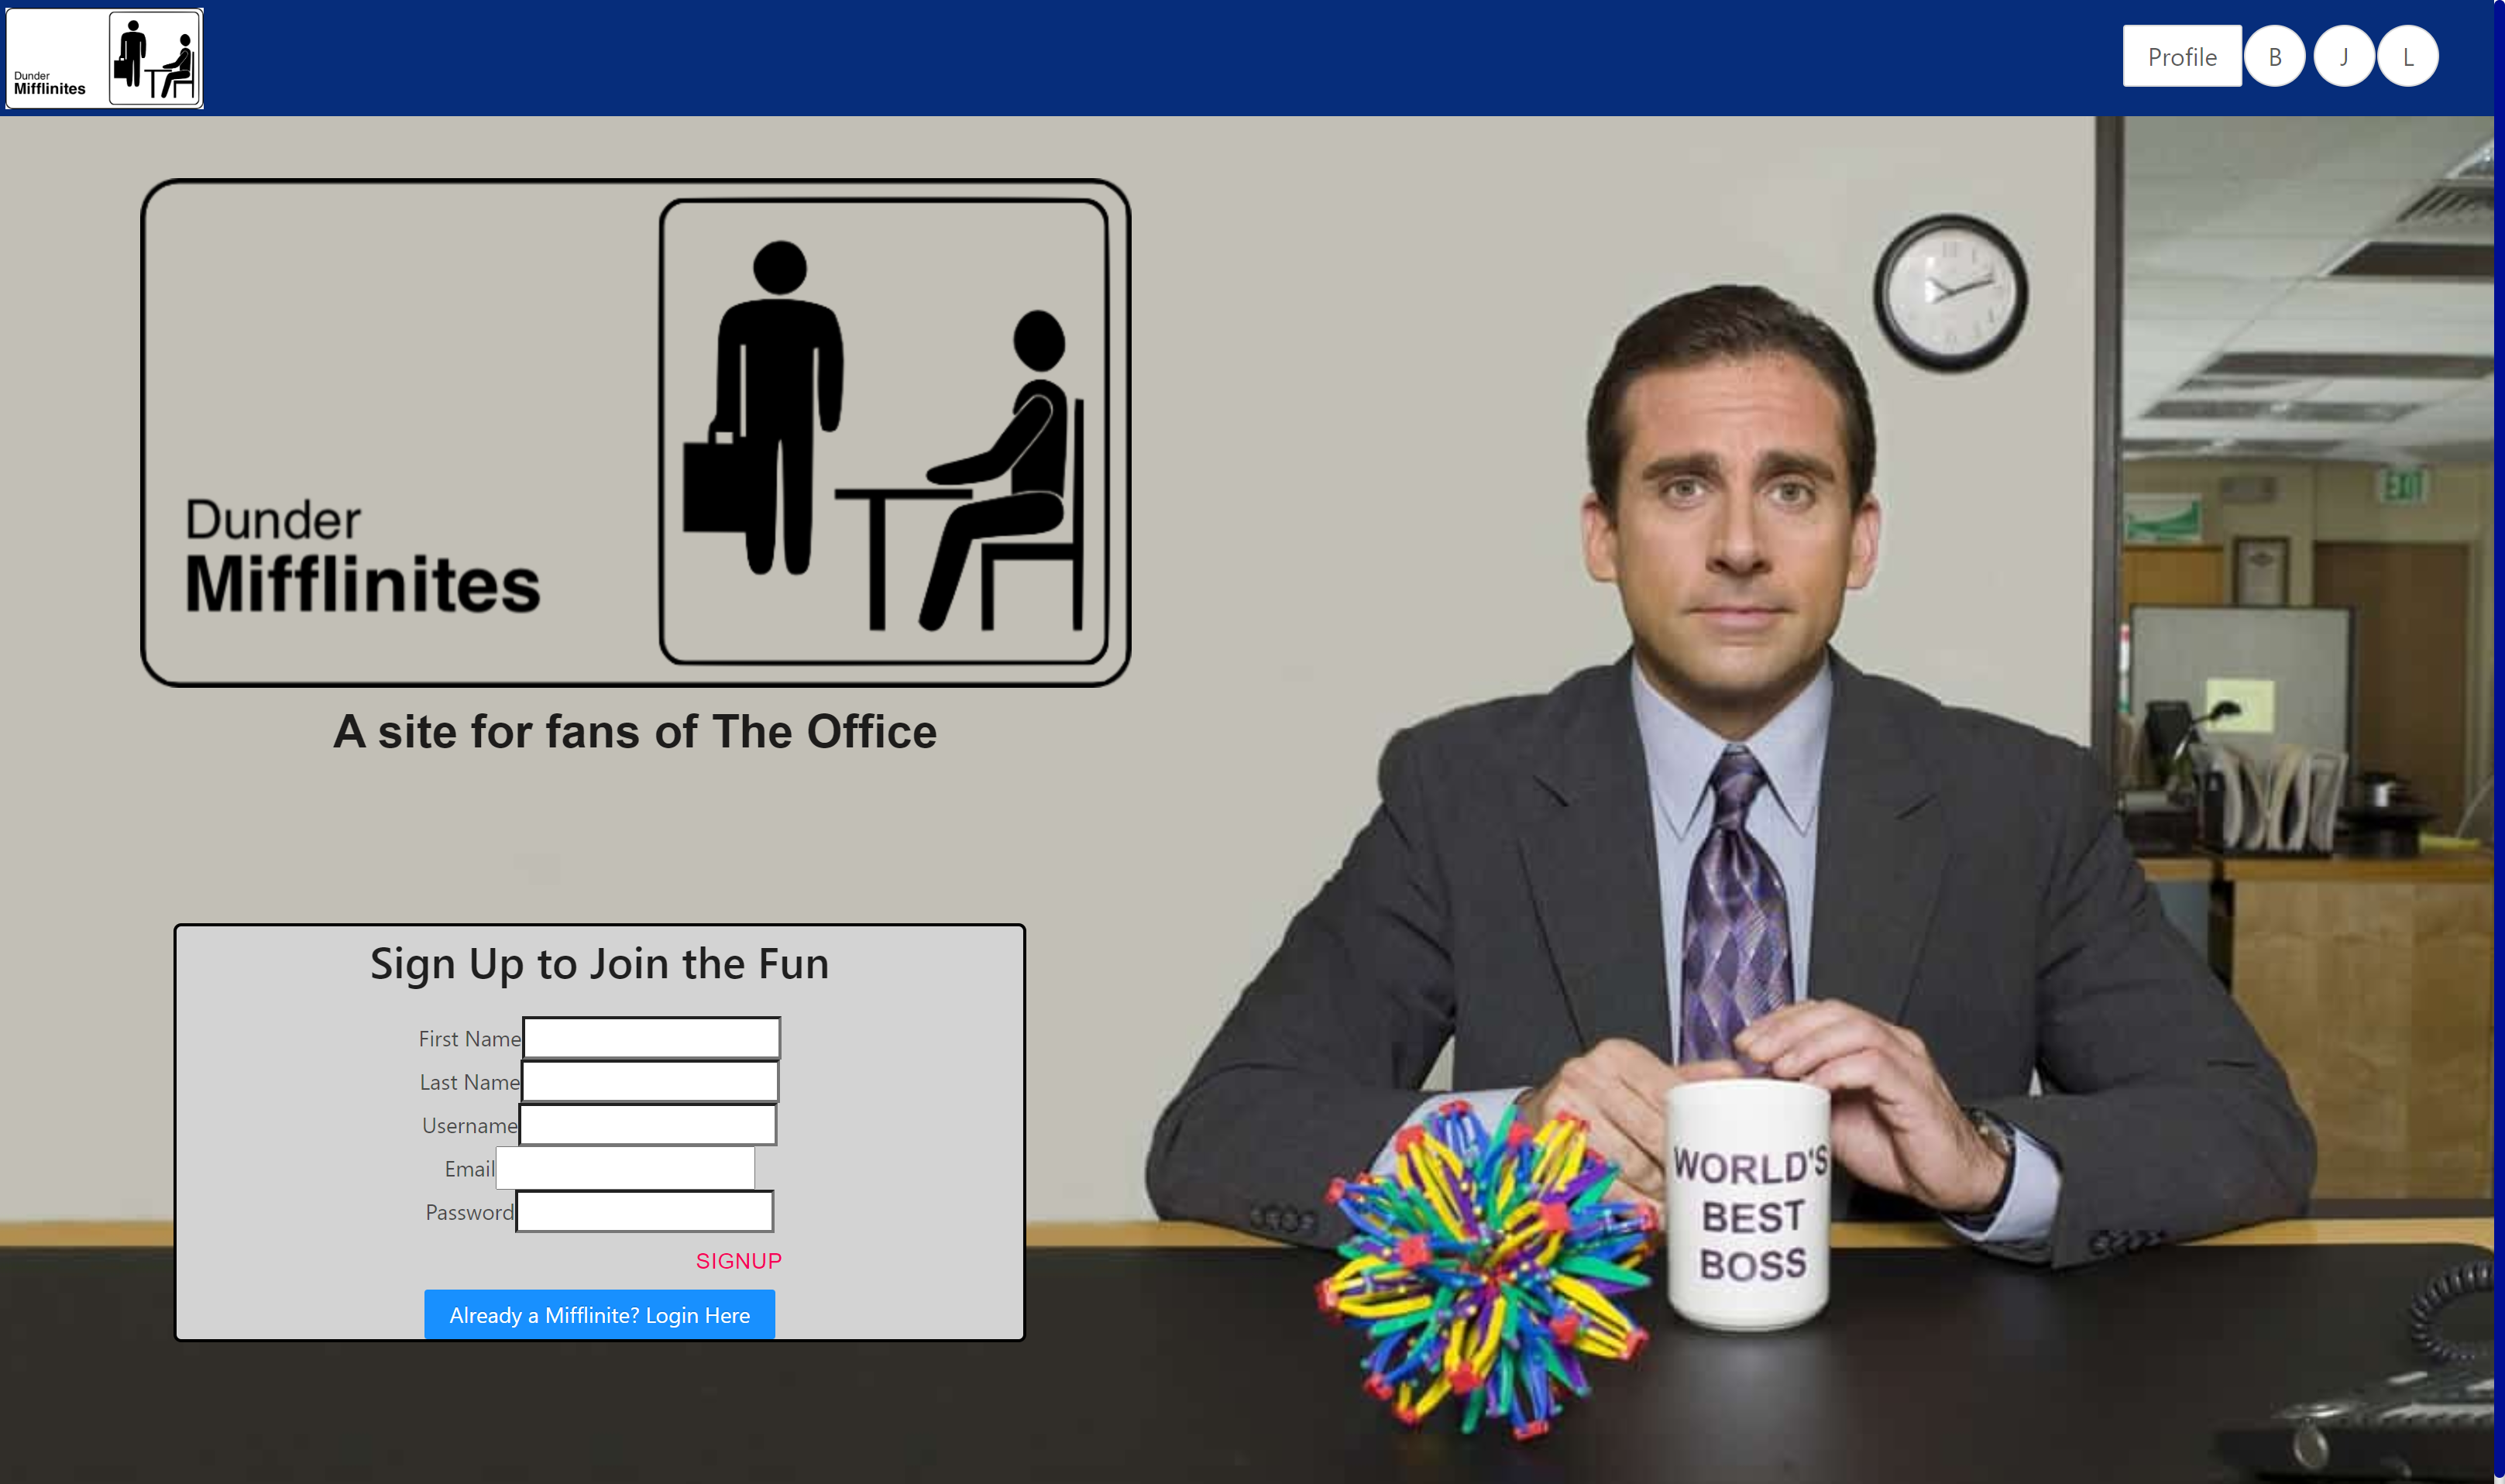 Dunder
Mifflinites
Profile
B
J
L
Dunder
Mifflinites
EXIT
A site for fans of The Office
Sign Up to Join the Fun
First Name
Last Name
Username
Email
Password
SIGNUP
Already a Mifflinite? Login Here
WORLD'S
BEST
BOSS